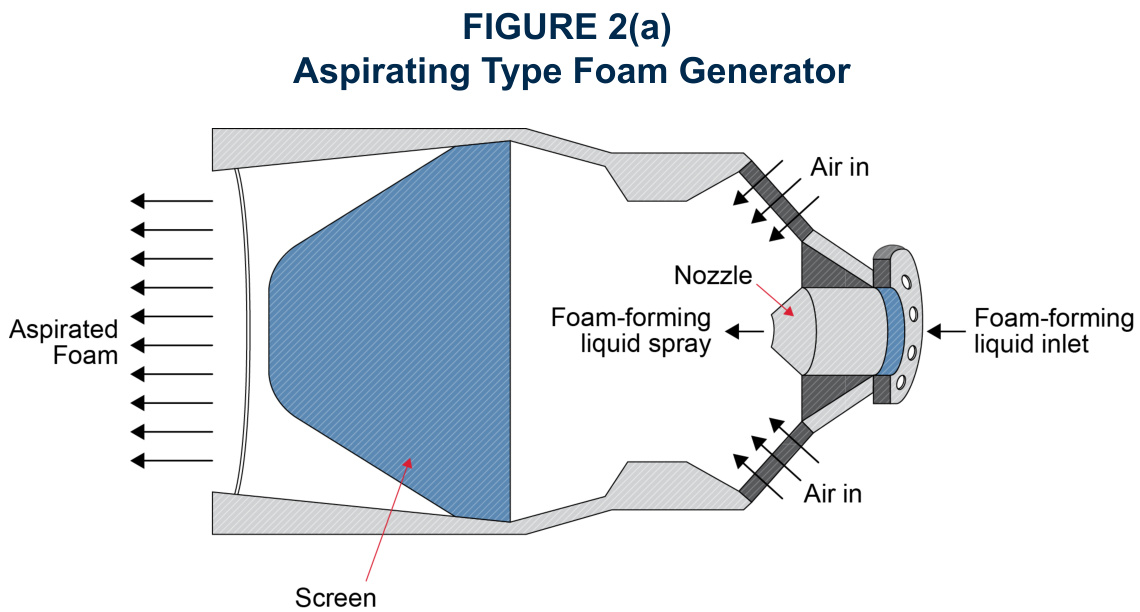 FIGURE 2(a)
Aspirating Type Foam Generator
Air in
Nozzle
Foam-forming
liquid spray
Foam-forming
liquid inlet
Aspirated
Foam
Air in
Screen